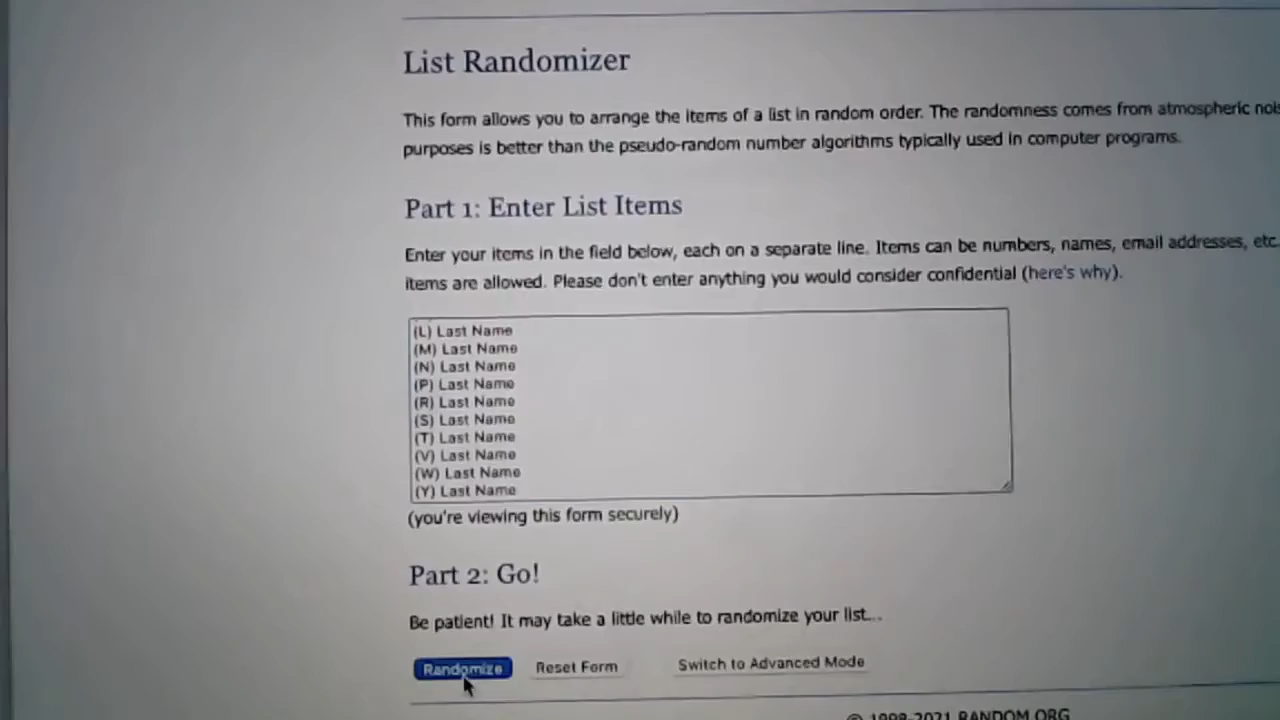 List Randomizer
This form allows you to arrange the items of a list in random order. The randomness comes from atmospheric
purposes is better than the pseudo-random number algorithms typically used in computer programs.
Part 1: Enter List Items
Enter your items in the field below, each on a separate line. Items can be numbers, names, email addresses, etc
items are allowed. Please don't enter anything you would consider confidential (here's why).
(L) Last Name
(M) Last Name
(N) Last Name
(P) Last Name
(R) Last Name
(S) Last Name
(T) Last Name
(V) Last Name
(W) Last Name
(Y) Last Name
(you're viewing this form securely)
Part 2: Go!
Be patient! It may take a little while to randomize your list...
Randomize Reset Form Switch to Advanced Mode
© 1998-2021 RANDOM.ORG